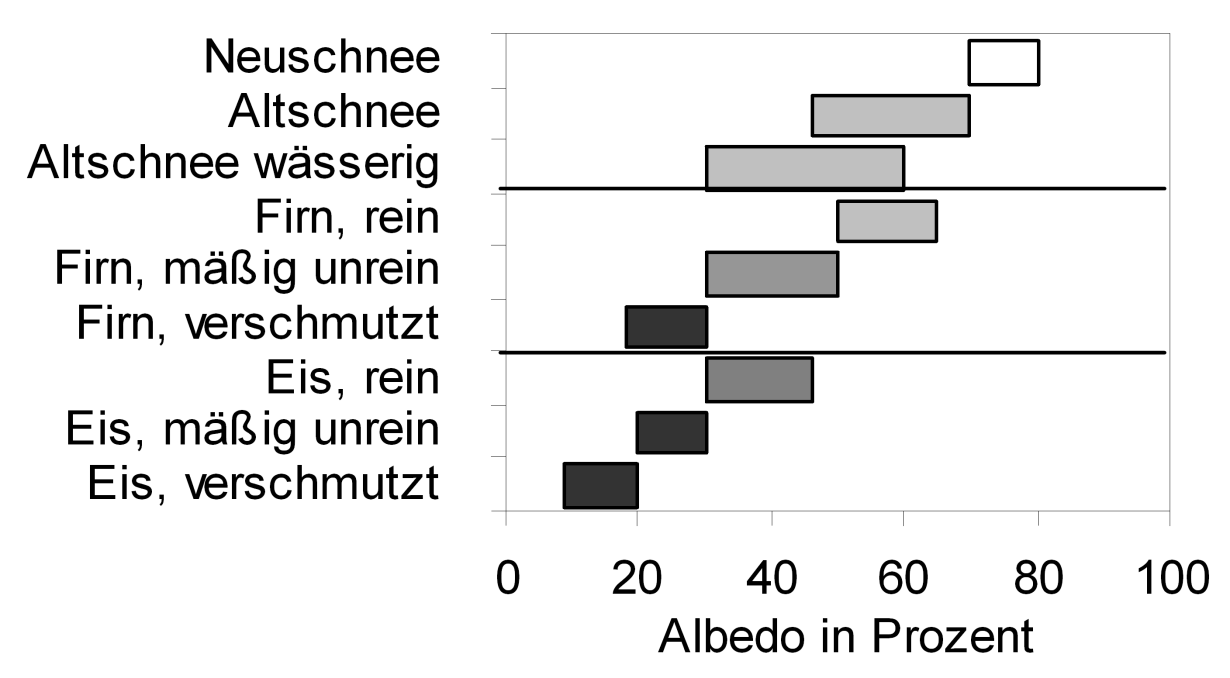 Neuschnee
Altschnee
Altschnee wässerig
Firn, rein
Firn, mäßig unrein
Firn, verschmutzt
Eis, rein
Eis, mäßig unrein
Eis, verschmutzt
0 20 40 60 80 100
Albedo in Prozent